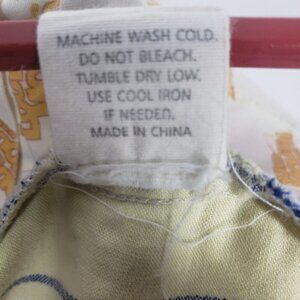 MACHINE WASH COLD.
DO NOT BLEACH.
TUMBLE DRY LOW.
USE COOL IRON
IF NEEDED.
MADE IN CHINA